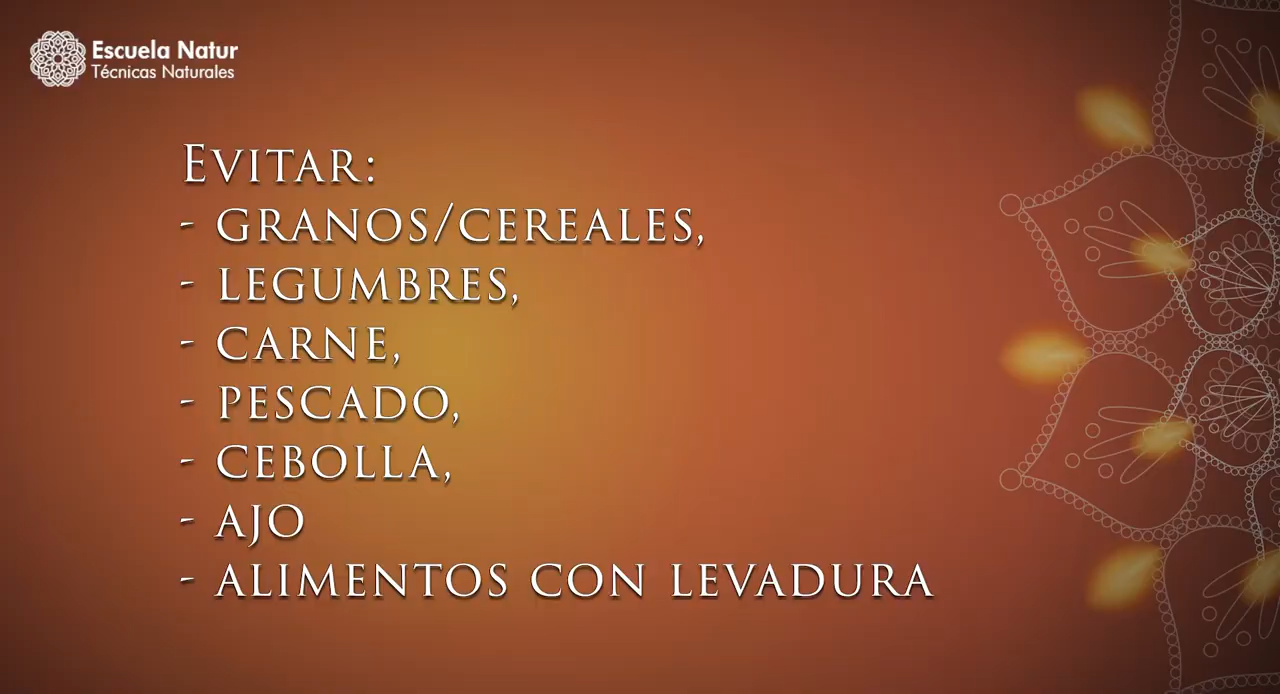 Escuela Natur
Técnicas Naturales
Evitar:
- granos/cereales,
- legumbres,
- carne,
- pescado,
- cebolla,
- ajo
- alimentos con levadura